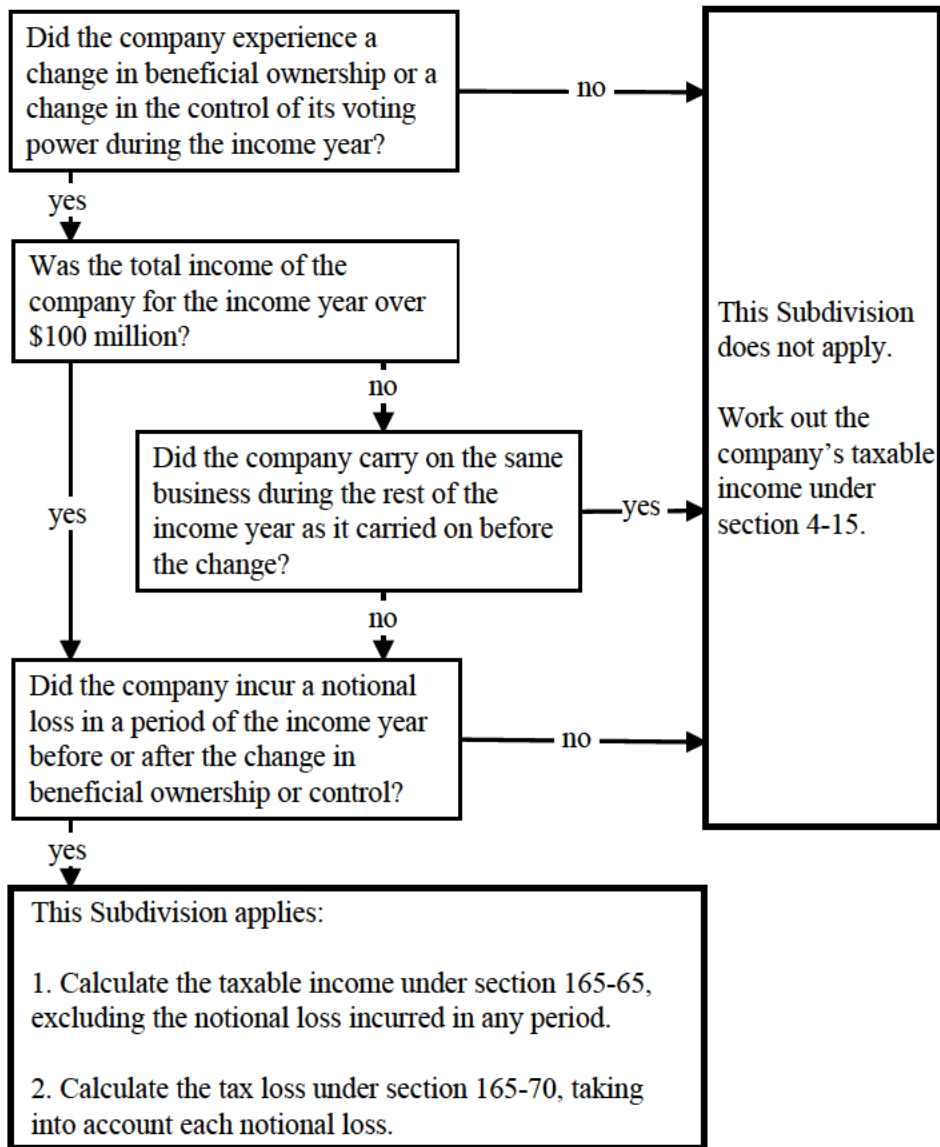 Did the company experience a
change in beneficial ownership or a
change in the control of its voting
power during the income year?
no
yes
Was the total income of the
company for the income year over
$100 million?
no
Did the company carry on the same
business during the rest of the
income year as it carried on before
the change?
yes
yes
no
Did the company incur a notional
loss in a period of the income year
before or after the change in
beneficial ownership or control?
no
yes
This Subdivision
does not apply.
Work out the
company’s taxable
income under
section 4-15.
This Subdivision applies:
1. Calculate the taxable income under section 165-65,
excluding the notional loss incurred in any period.
2. Calculate the tax loss under section 165-70, taking
into account each notional loss.